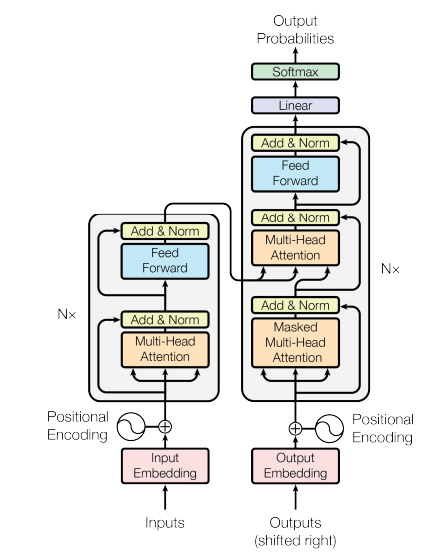 Output
Probabilities
Softmax
Linear
Add & Norm
Feed
Forward
Add & Norm
Multi-Head
Attention
Add & Norm
Masked
Multi-Head
Attention
Nx
Add & Norm
Feed
Forward
Add & Norm
Multi-Head
Attention
Nx
Positional
Encoding
Input
Embedding
Inputs
Positional
Encoding
Output
Embedding
Outputs
(shifted right)